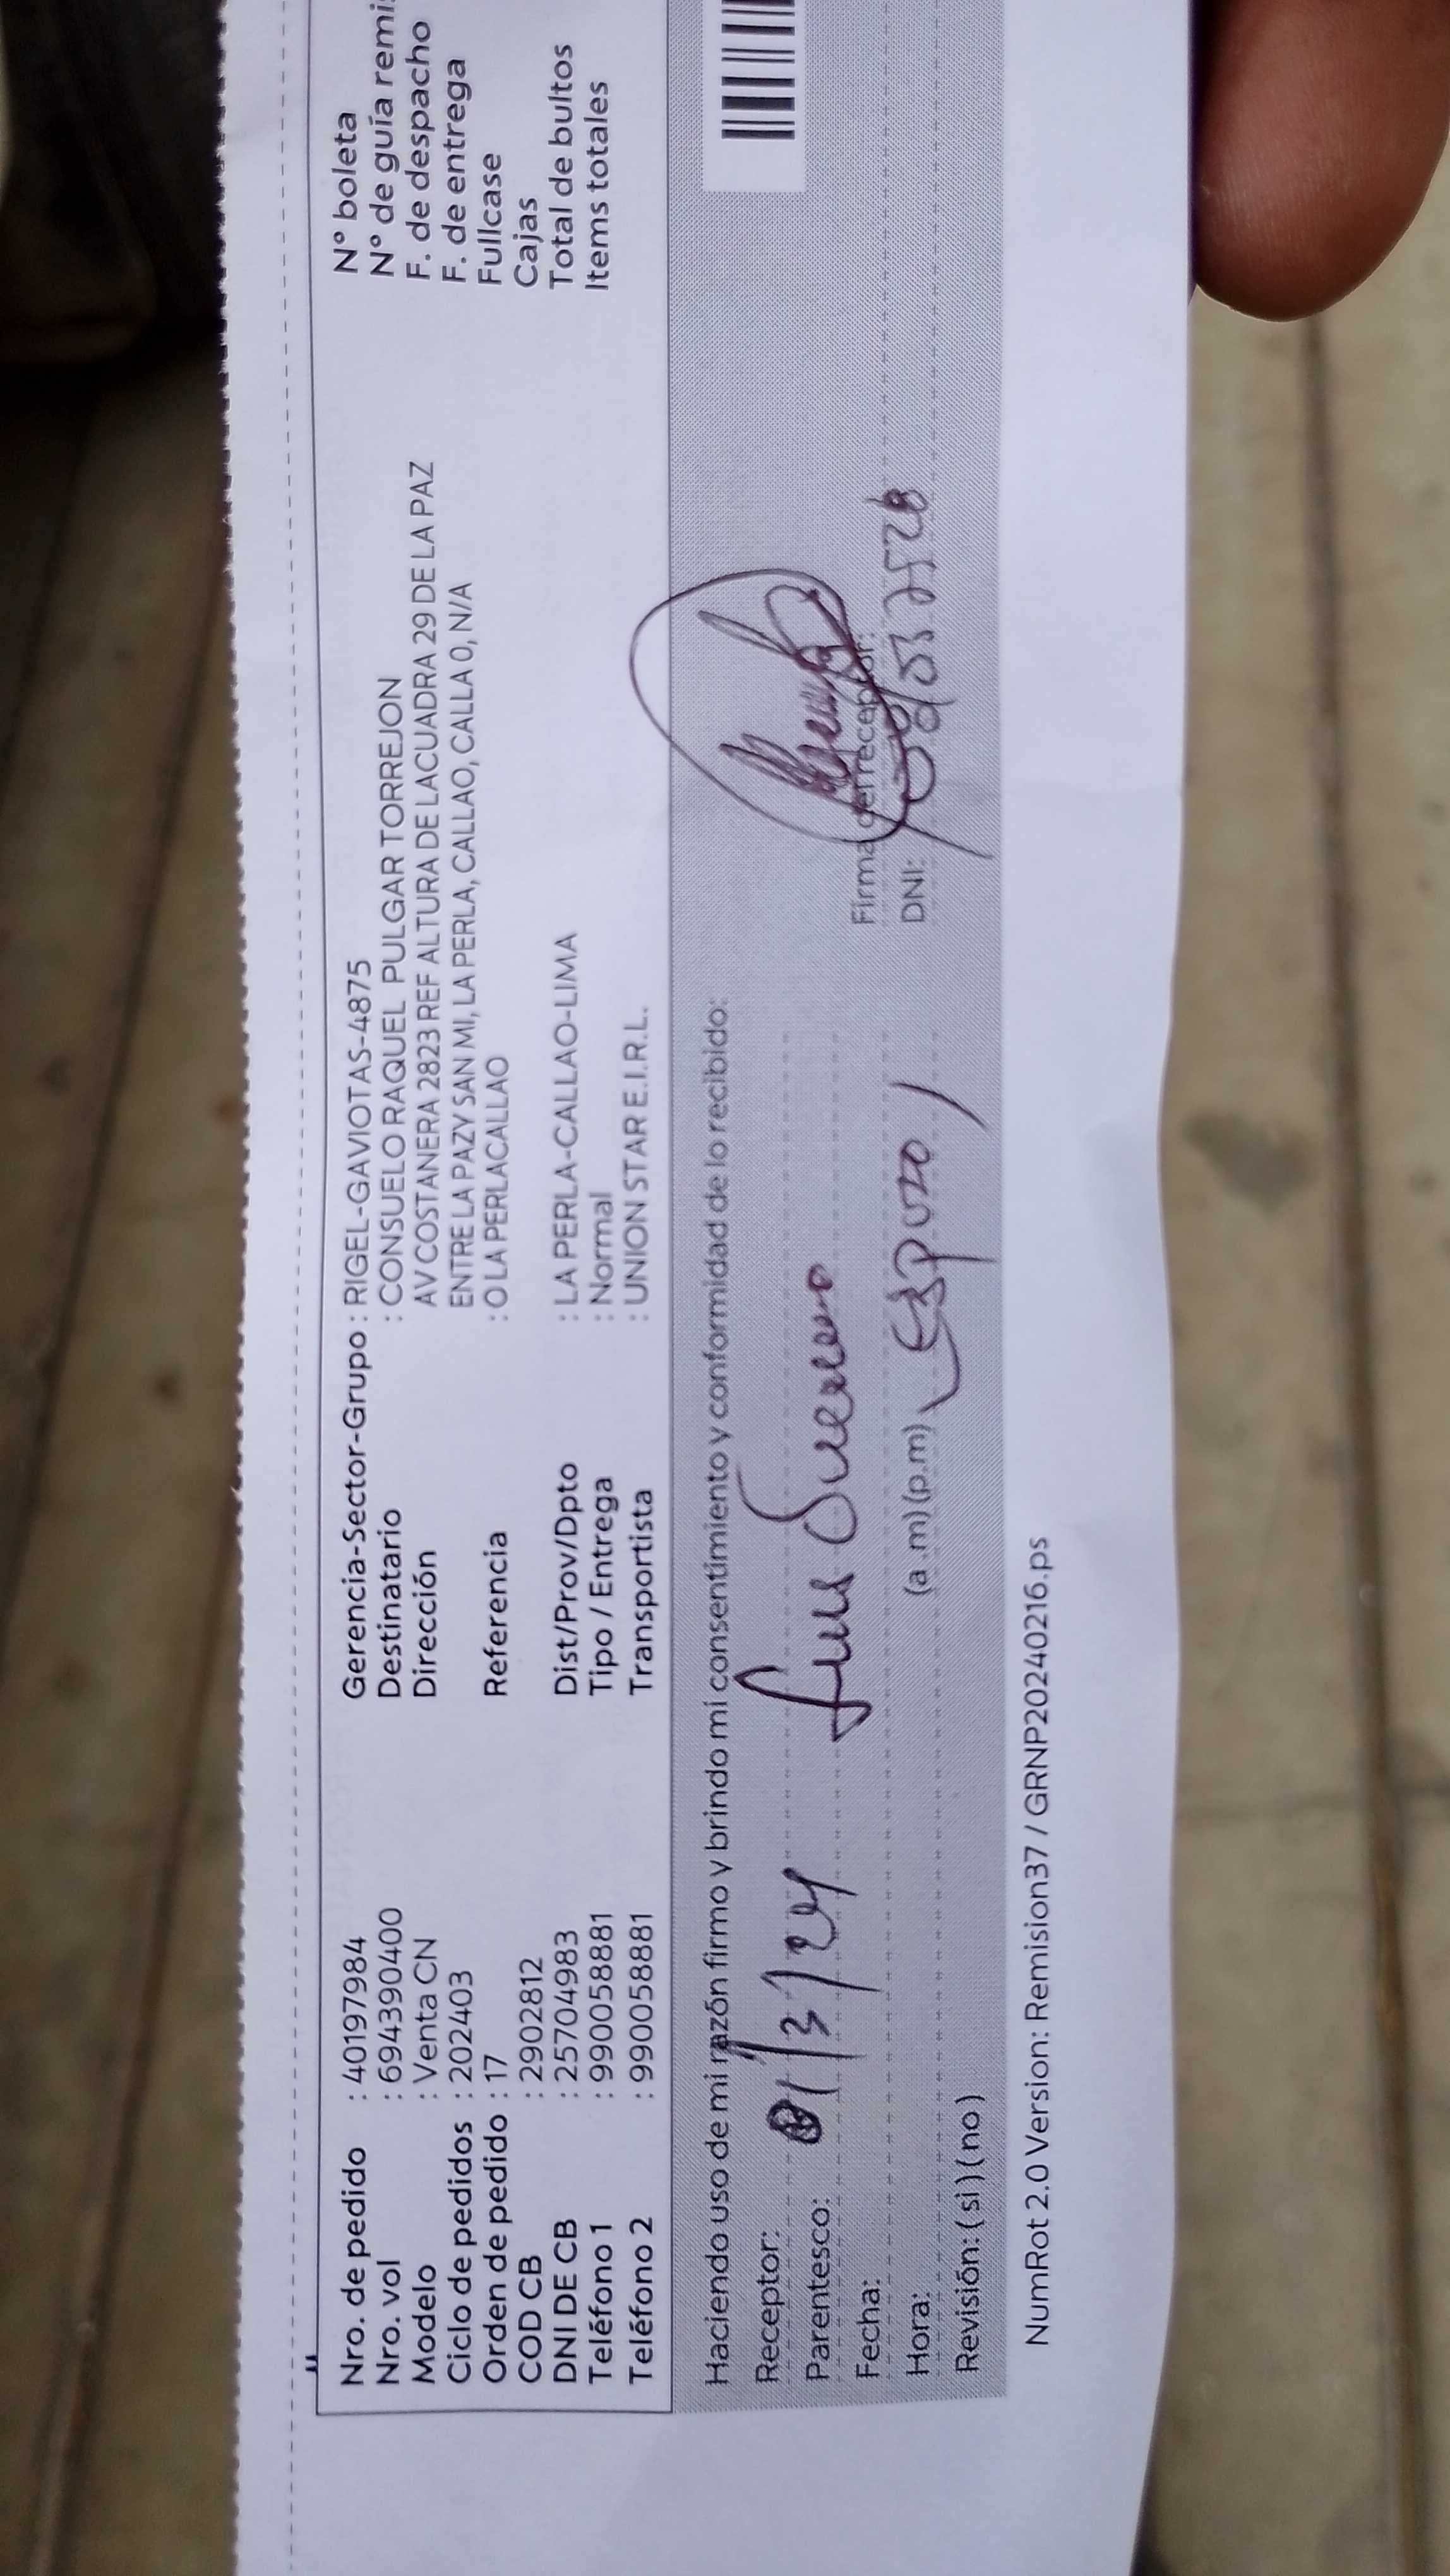 Nro. de pedido : 40197984 Gerencia-Sector-Grupo : RIGEL-GAVIOTAS-4875 N° boleta
Nro. vol : 694390400 Destinatario : CONSUELO RAQUEL PULGAR TORREJON N° de guía remi
Modelo : Venta CN Dirección AV COSTANERA 2823 REF ALTURA DE LACUADRA 29 DE LA PAZ F. de despacho
Ciclo de pedidos : 202403 ENTRE LA PAZY SAN MI, LA PERLA, CALLAO, CALLA 0, N/A F. de entrega
Orden de pedido : 17 Referencia : O LA PERLACALLAO Fullcase
COD CB : 2902812 Cajas
DNI DE CB : 25704983 Dist/Prov/Dpto : LA PERLA-CALLAO-LIMA Total de bultos
Teléfono 1 : 990058881 Tipo / Entrega : Normal Items totales
Teléfono 2 : 990058881 Transportista : UNION STAR E.I.R.L.
Haciendo uso de mi razón firmo y brindo mi consentimiento y conformidad de lo recibido:
Receptor:
Parentesco: 01/3/24 Luis Guerrero
Fecha: Firma del receptor:
Hora: (a.m)(p.m) Esposo DNI:
Revisión: ( si ) ( no )
NumRot 2.0 Version: Remision37 / GRNP20240216.ps